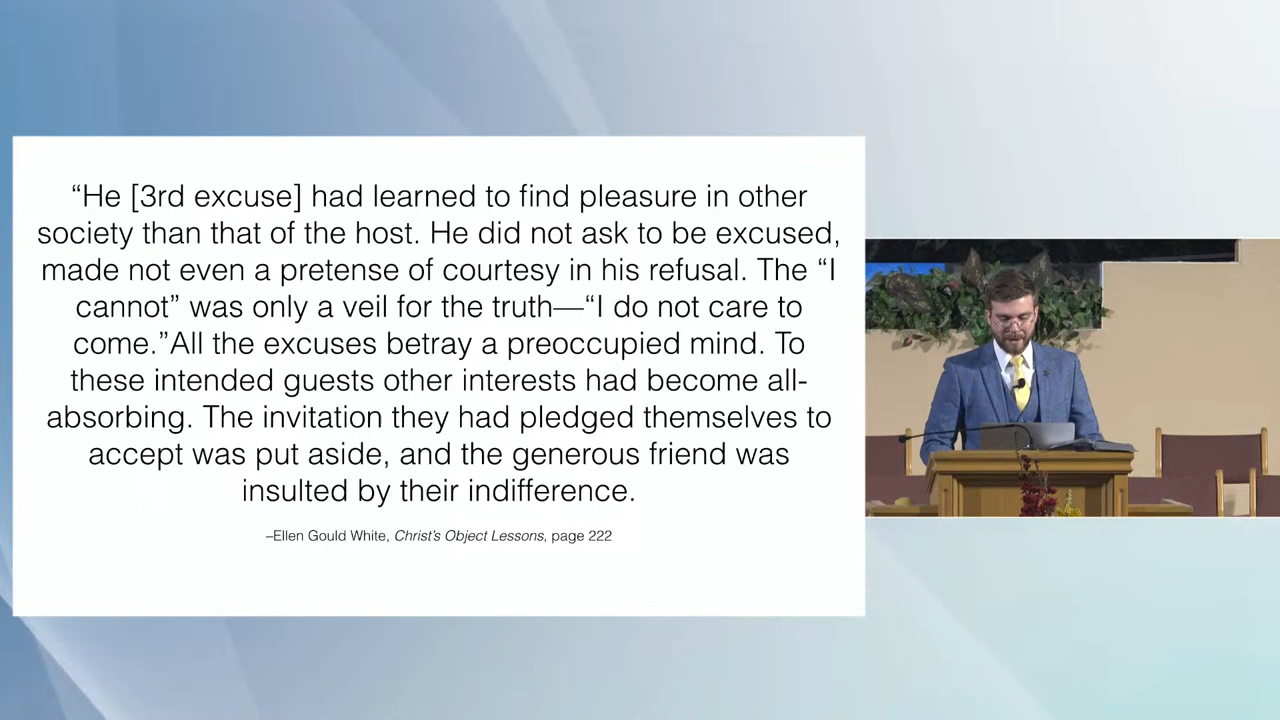 “He [3rd excuse] had learned to find pleasure in other
society than that of the host. He did not ask to be excused,
made not even a pretense of courtesy in his refusal. The “I
cannot” was only a veil for the truth—“I do not care to
come.”All the excuses betray a preoccupied mind. To
these intended guests other interests had become all-
absorbing. The invitation they had pledged themselves to
accept was put aside, and the generous friend was
insulted by their indifference.
–Ellen Gould White, Christ’s Object Lessons, page 222